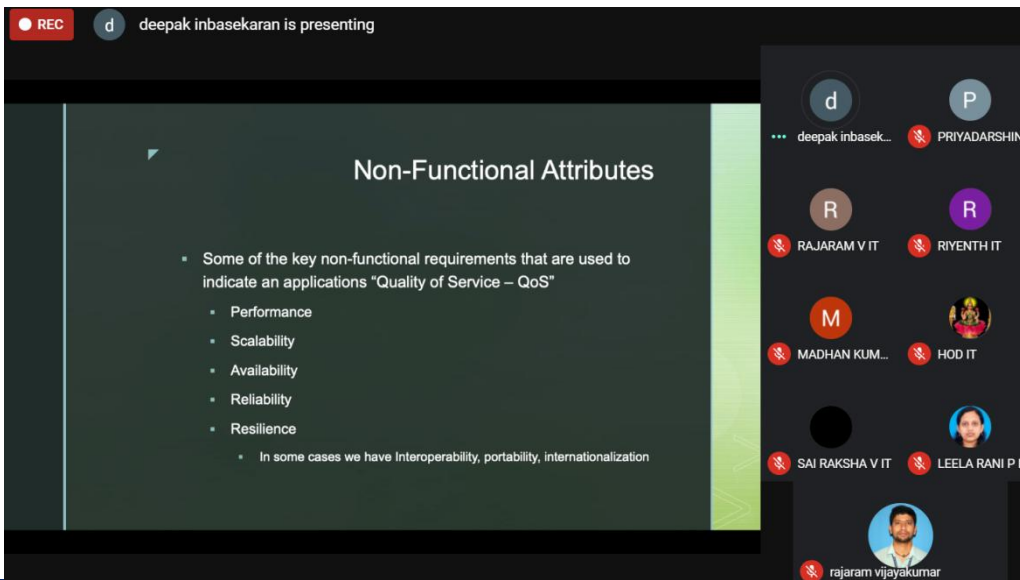 REC
d
deepak inbasekaran is presenting
Non-Functional Attributes
Some of the key non-functional requirements that are used to
indicate an applications “Quality of Service – QoS”
Performance
Scalability
Availability
Reliability
Resilience
In some cases we have Interoperability, portability, internationalization
d
P
deepak inbasek...
PRIYADARSHIN
R
R
RAJARAM V IT
RIYENTH IT
M
MADHAN KUM...
HOD IT
SAI RAKSHA V IT
LEELA RANI P I
rajaram vijayakumar